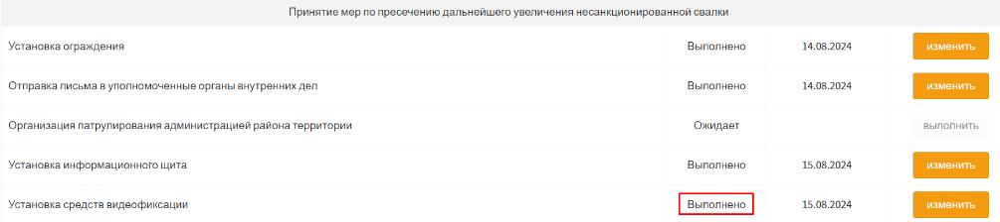 Принятие мер по пресечению дальнейшего увеличения несанкционированной свалки
Установка ограждения Выполнено 14.08.2024 изменить
Отправка письма в уполномоченные органы внутренних дел Выполнено 14.08.2024 изменить
Организация патрулирования администрацией района территории Ожидает выполнить
Установка информационного щита Выполнено 15.08.2024 изменить
Установка средств видеофиксации Выполнено 15.08.2024 изменить